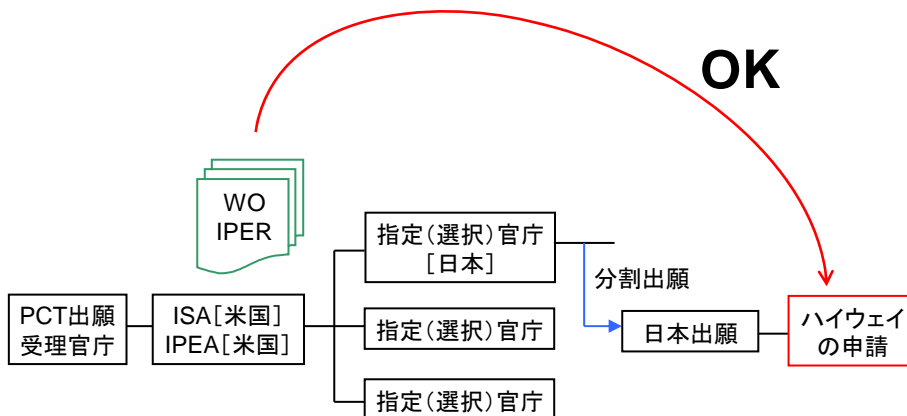 OK
WO
IPER
指定(選択)官庁
[日本]
分割出願
PCT出願
受理官庁
ISA[米国]
IPEA[米国]
指定(選択)官庁
日本出願
ハイウェイ
の申請
指定(選択)官庁